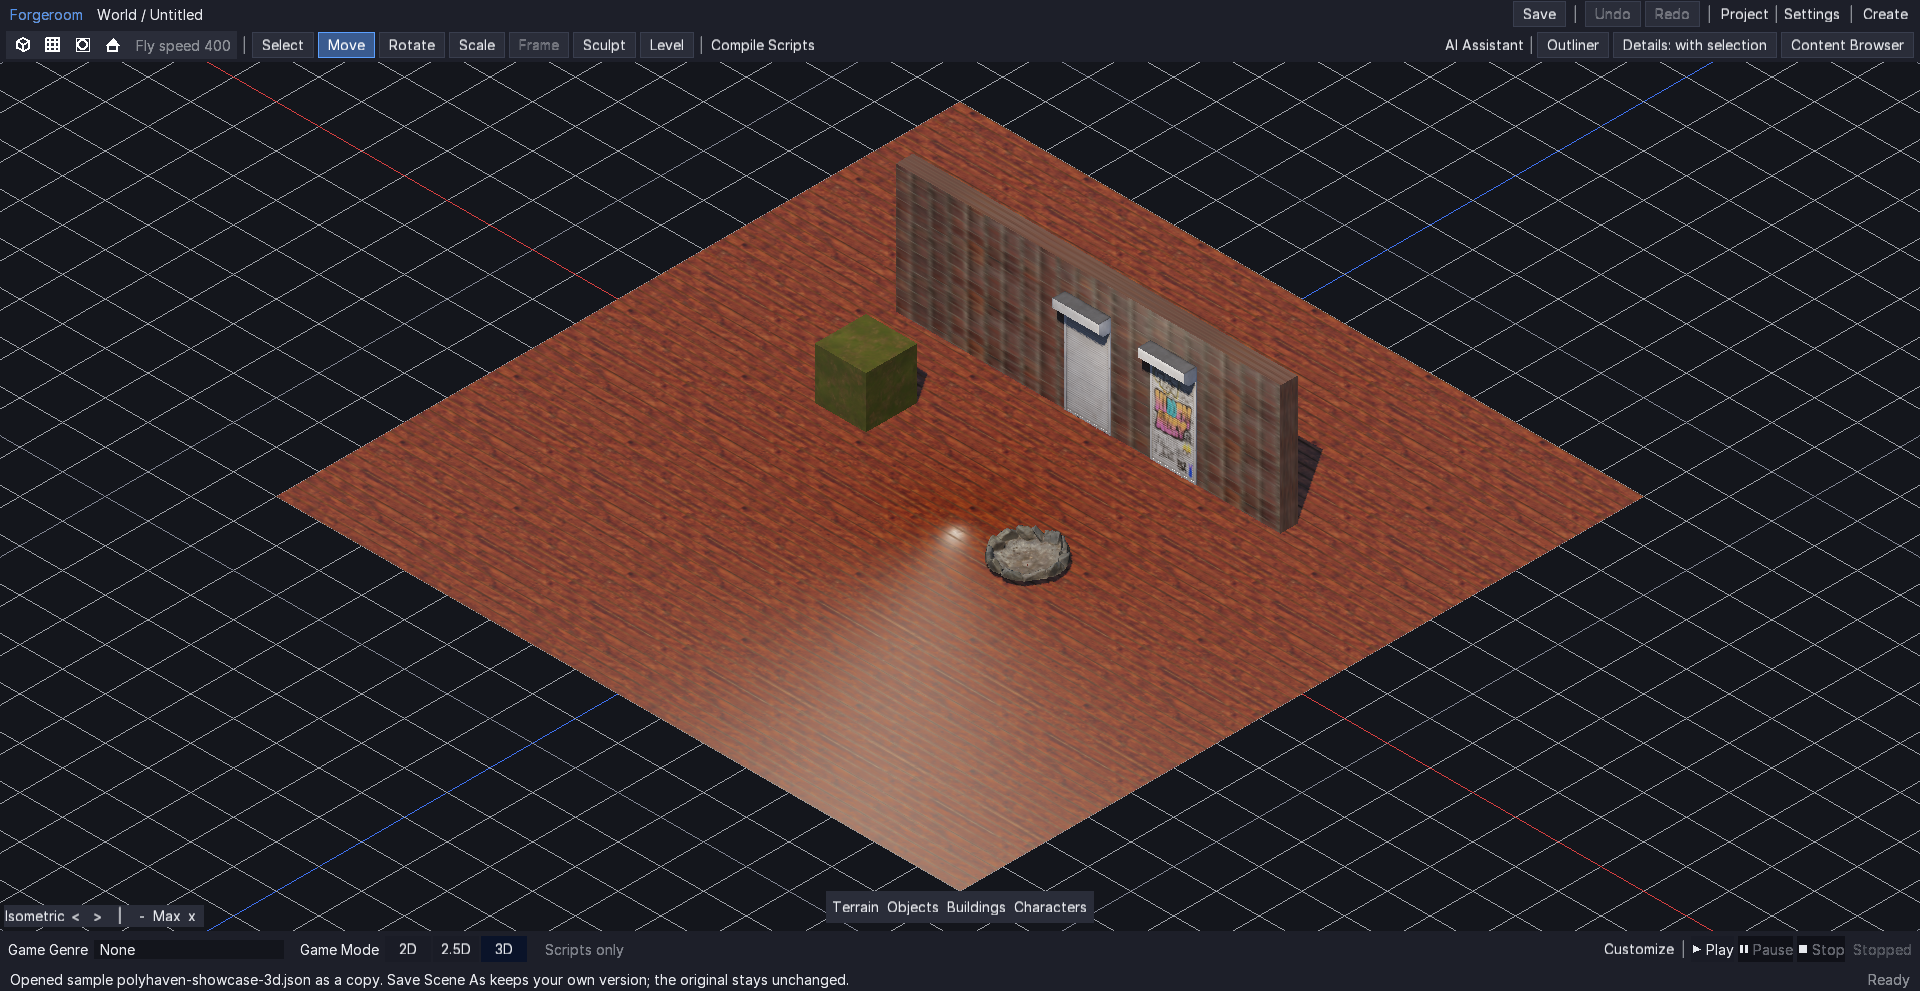 Forgeroom World / Untitled Save | Undo Redo | Project | Settings | Create
Fly speed 400 | Select Move Rotate Scale Frame Sculpt Level | Compile Scripts AI Assistant | Outliner Details: with selection Content Browser
Isometric < > | - Max x
Terrain Objects Buildings Characters
Game Genre None Game Mode 2D 2.5D 3D Scripts only Customize | Play Pause Stop Stopped
Opened sample polyhaven-showcase-3d.json as a copy. Save Scene As keeps your own version; the original stays unchanged. Ready